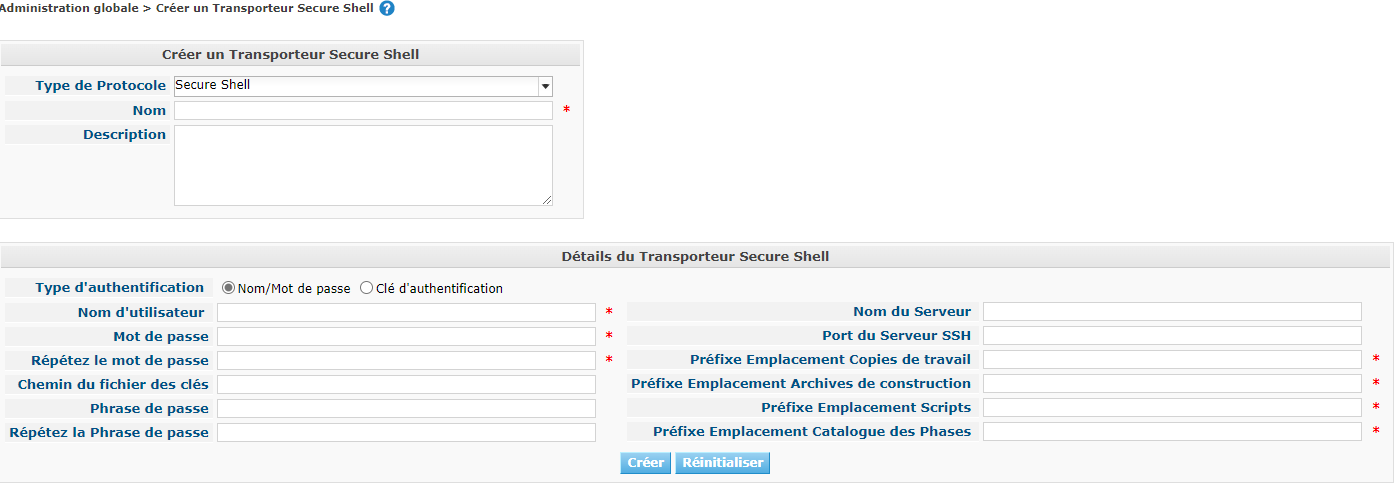 Administration globale > Créer un Transporteur Secure Shell ?
Créer un Transporteur Secure Shell
Type de Protocole Secure Shell
Nom *
Description
Détails du Transporteur Secure Shell
Type d'authentification Nom/Mot de passe Clé d'authentification
Nom d'utilisateur *
Mot de passe *
Répétez le mot de passe *
Chemin du fichier des clés
Phrase de passe
Répétez la Phrase de passe
Nom du Serveur
Port du Serveur SSH
Préfixe Emplacement Copies de travail *
Préfixe Emplacement Archives de construction *
Préfixe Emplacement Scripts *
Préfixe Emplacement Catalogue des Phases *
Créer Réinitialiser